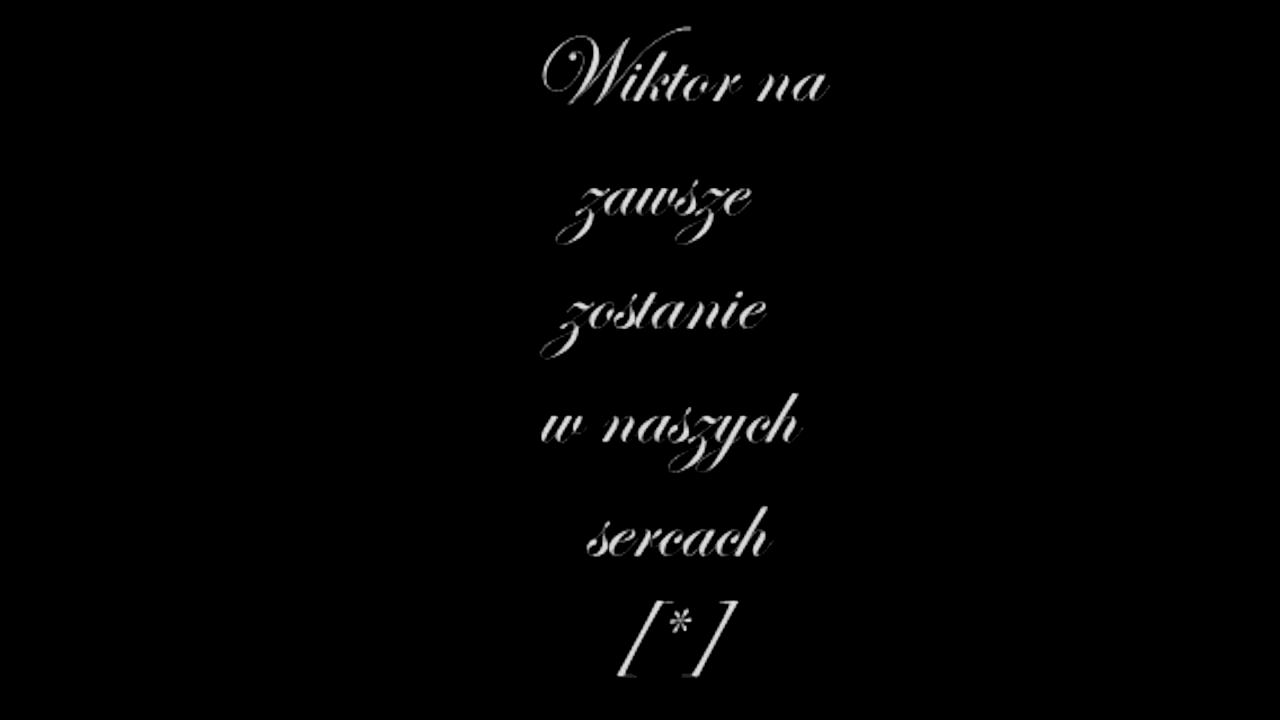 Wiktor na
zawsze
zostanie
w naszych
sercach
[*]